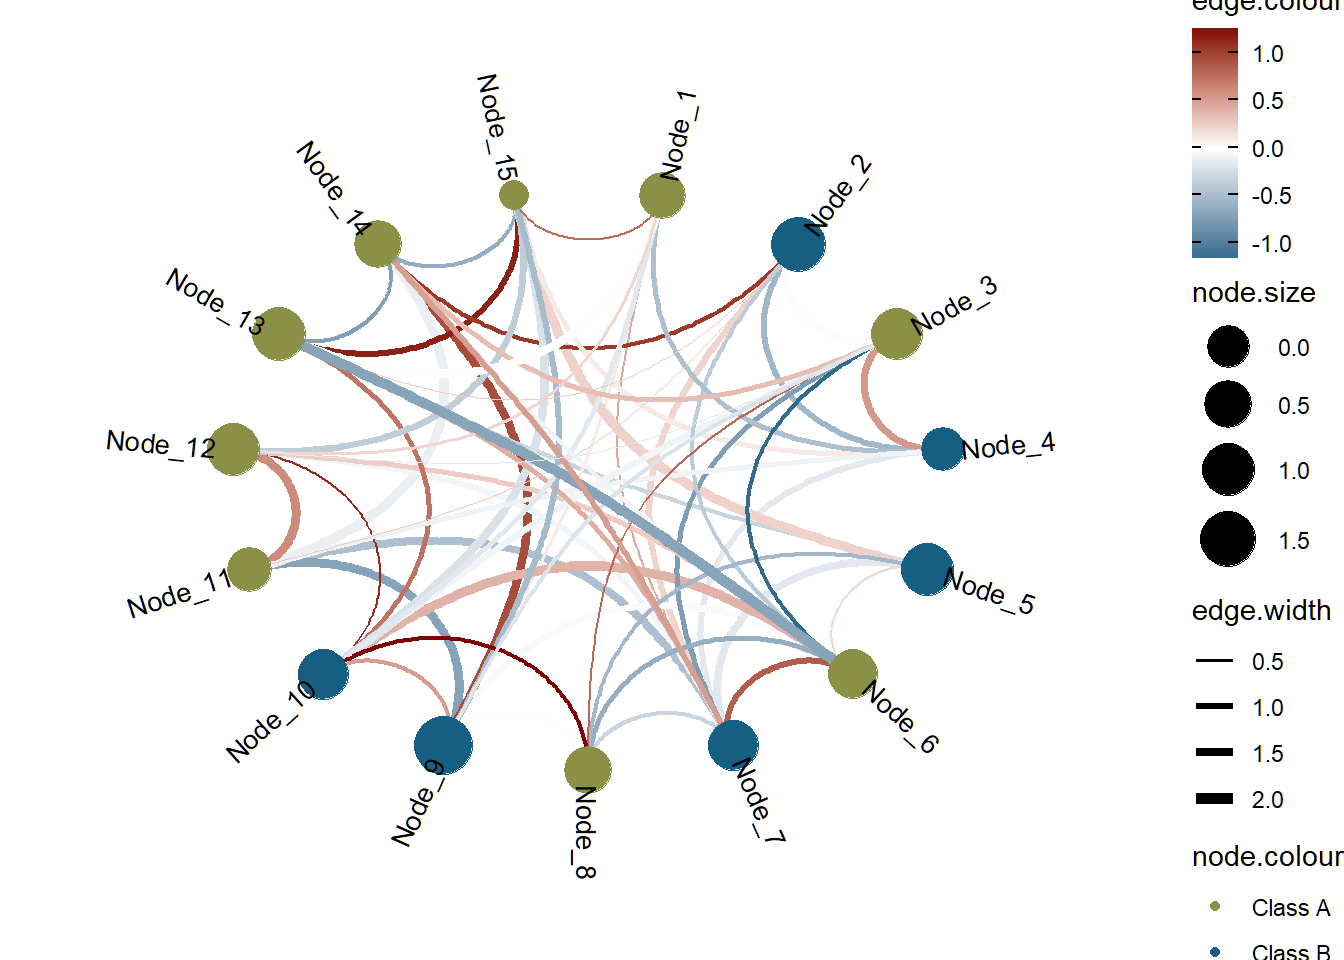 edge.colour
1.0
0.5
0.0
-0.5
-1.0
node.size
0.0
0.5
1.0
1.5
edge.width
0.5
1.0
1.5
2.0
node.colour
Class A
Class B
Node_1
Node_2
Node_3
Node_4
Node_5
Node_6
Node_7
Node_8
Node_9
Node_10
Node_11
Node_12
Node_13
Node_14
Node_15